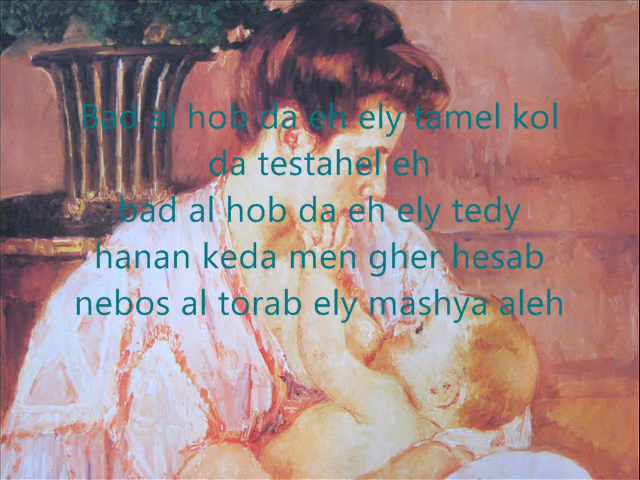 Bad al hob da eh ely tamel kol
da testahel eh
bad al hob da eh ely tedy
hanan keda men gher hesab
nebos al torab ely mashya aleh